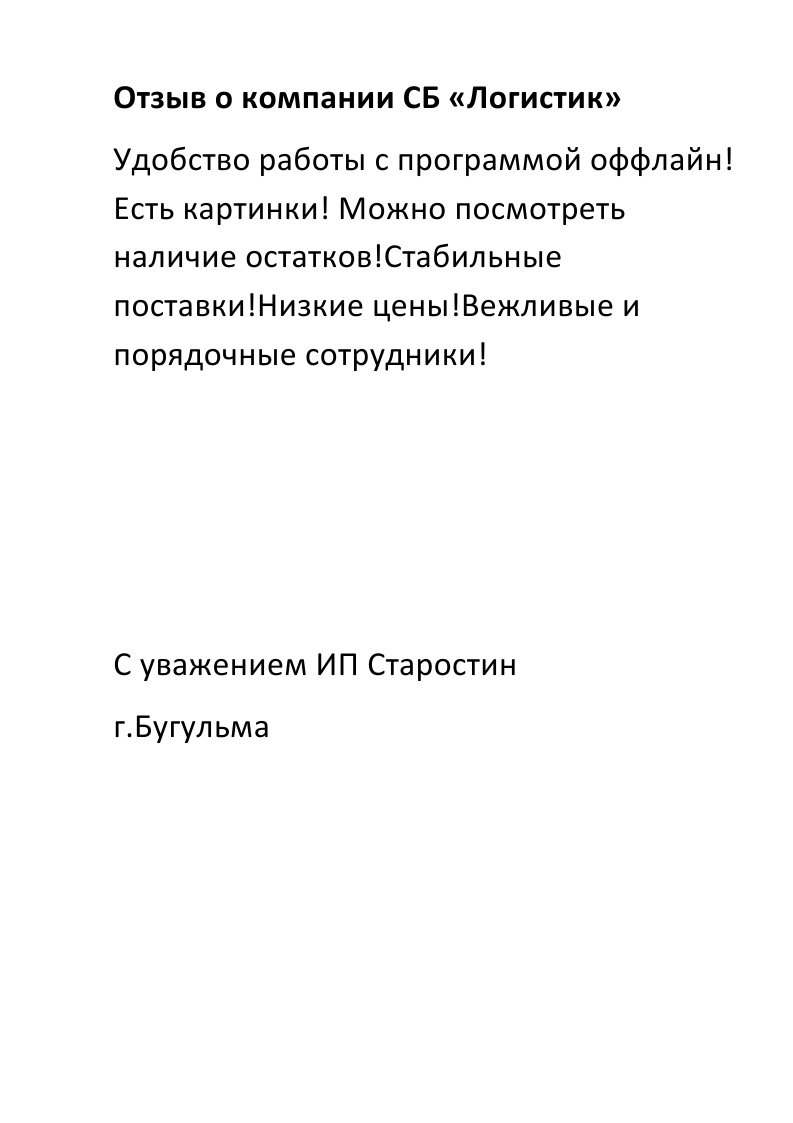 Отзыв о компании СБ «Логистик»
Удобство работы с программой оффлайн!
Есть картинки! Можно посмотреть
наличие остатков!Стабильные
поставки!Низкие цены!Вежливые и
порядочные сотрудники!
С уважением ИП Старостин
г.Бугульма